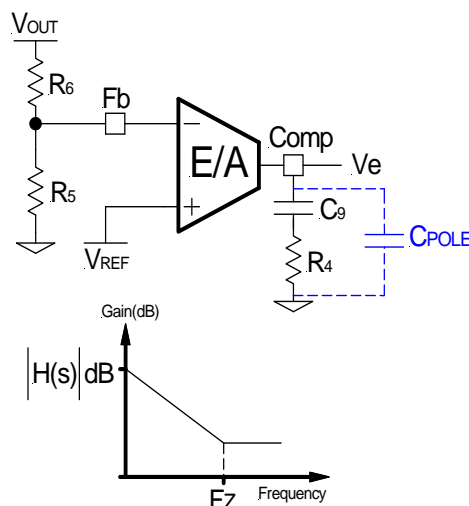 VOUT
R6
Fb
Comp
E/A
Ve
R5
C9
CPOLE
VREF
R4
Gain(dB)
|H(s)| dB
FZ
Frequency